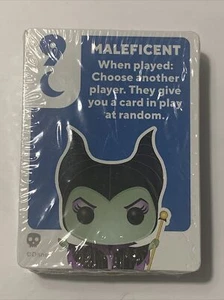 MALEFICENT
When played:
Choose another
player. They give
you a card in play
at random.